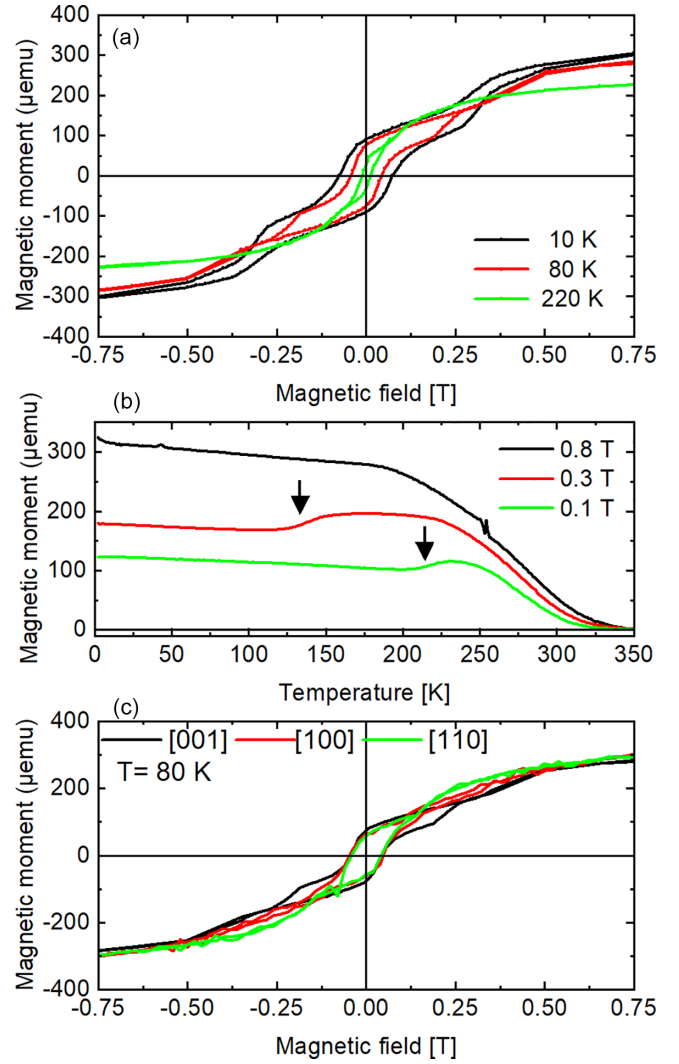 (a)
Magnetic moment (µemu)
400
300
200
100
0
-100
-200
-300
-400
10 K
80 K
220 K
-0.75 -0.50 -0.25 0.00 0.25 0.50 0.75
Magnetic field [T]
(b)
Magnetic moment (µemu)
300
200
100
0
0.8 T
0.3 T
0.1 T
0 50 100 150 200 250 300 350
Temperature [K]
(c)
Magnetic moment (µemu)
400
200
0
-200
-400
[001] [100] [110]
T= 80 K
-0.75 -0.50 -0.25 0.00 0.25 0.50 0.75
Magnetic field [T]